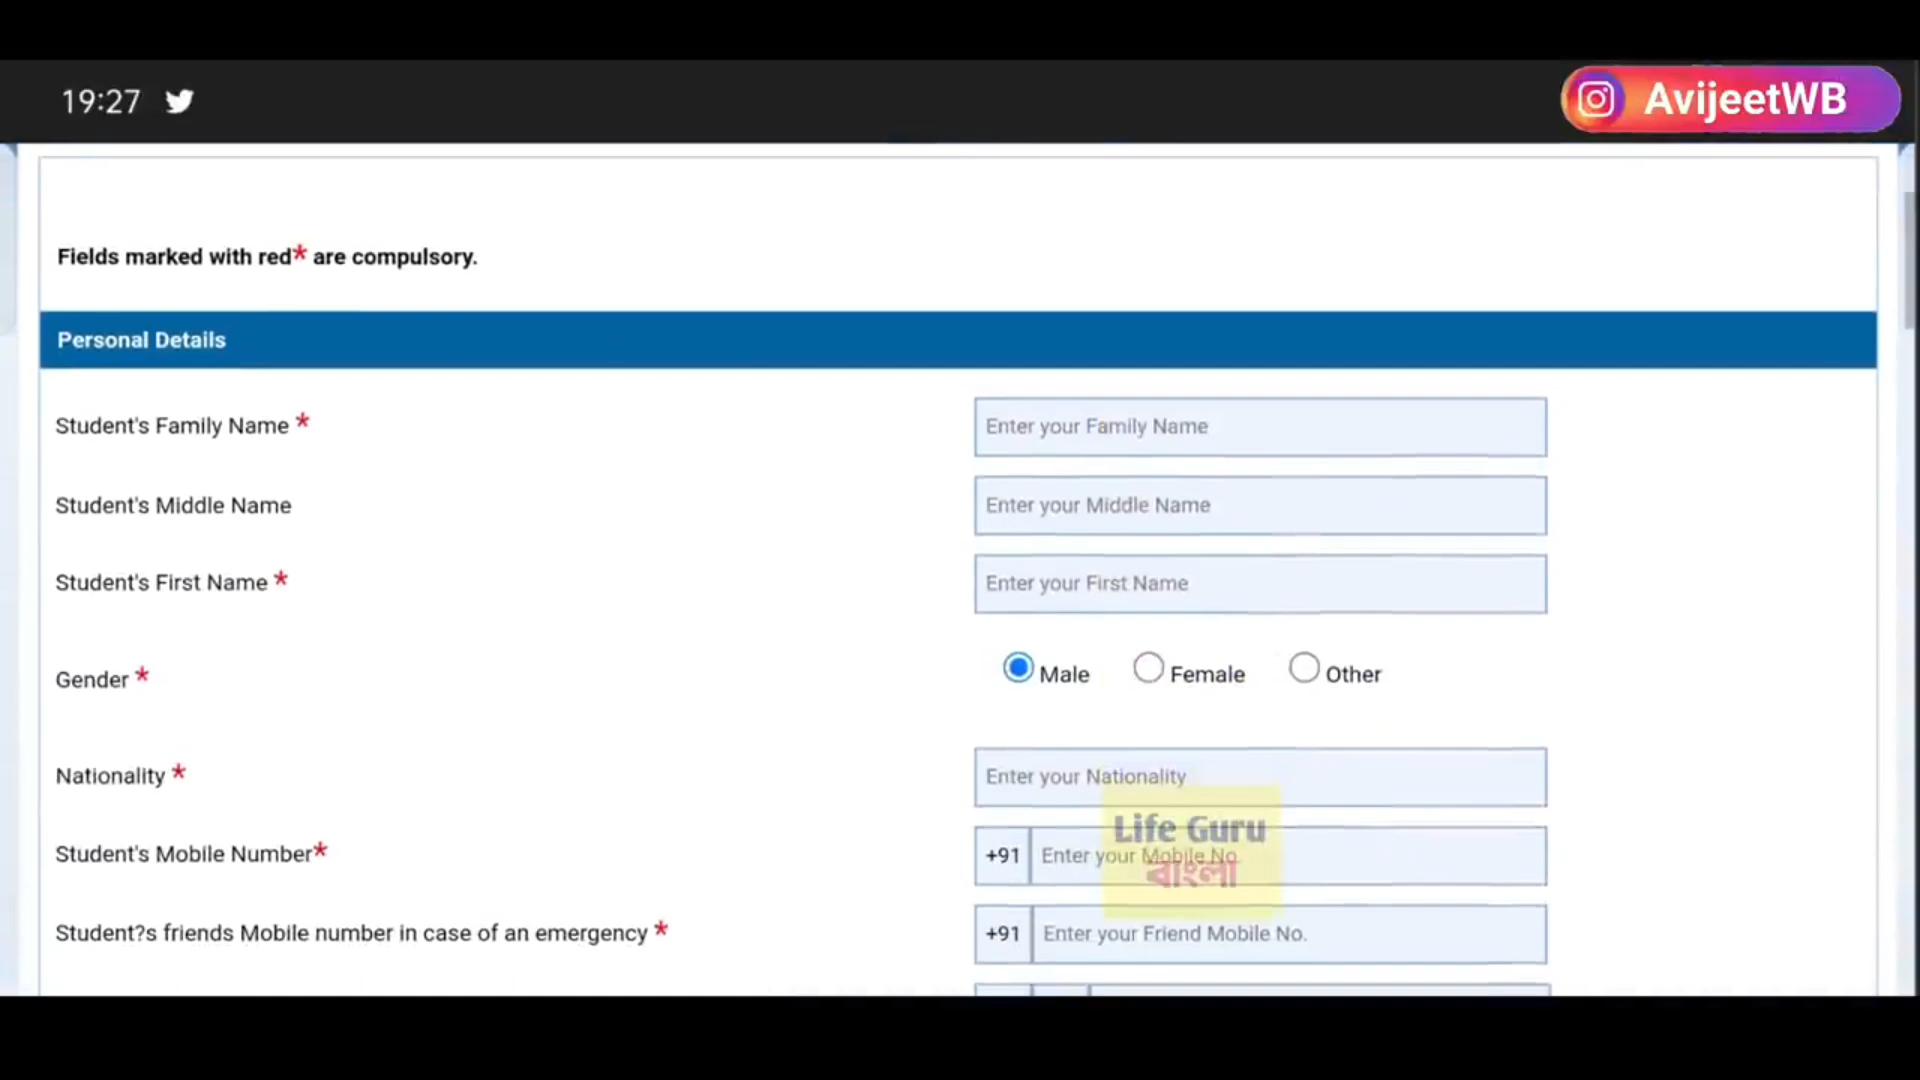 19:27
AvijeetWB
Fields marked with red* are compulsory.
Personal Details
Student's Family Name *
Enter your Family Name
Student's Middle Name
Enter your Middle Name
Student's First Name *
Enter your First Name
Gender *
Male Female Other
Nationality *
Enter your Nationality
Life Guru
বাংলা
Student's Mobile Number*
+91 Enter your Mobile No.
Student?s friends Mobile number in case of an emergency *
+91 Enter your Friend Mobile No.